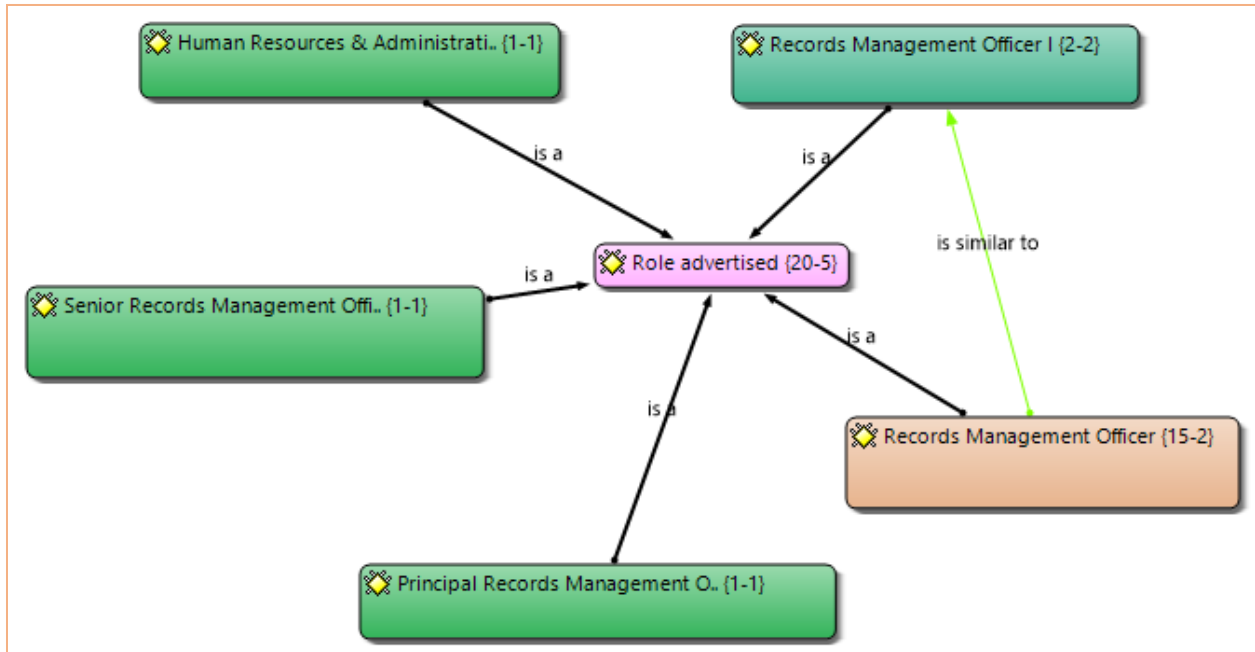 Human Resources & Administrati.. {1-1}
Records Management Officer I {2-2}
is a
is a
is similar to
Role advertised {20-5}
is a
Senior Records Management Offi.. {1-1}
is a
is a
Records Management Officer {15-2}
Principal Records Management O.. {1-1}